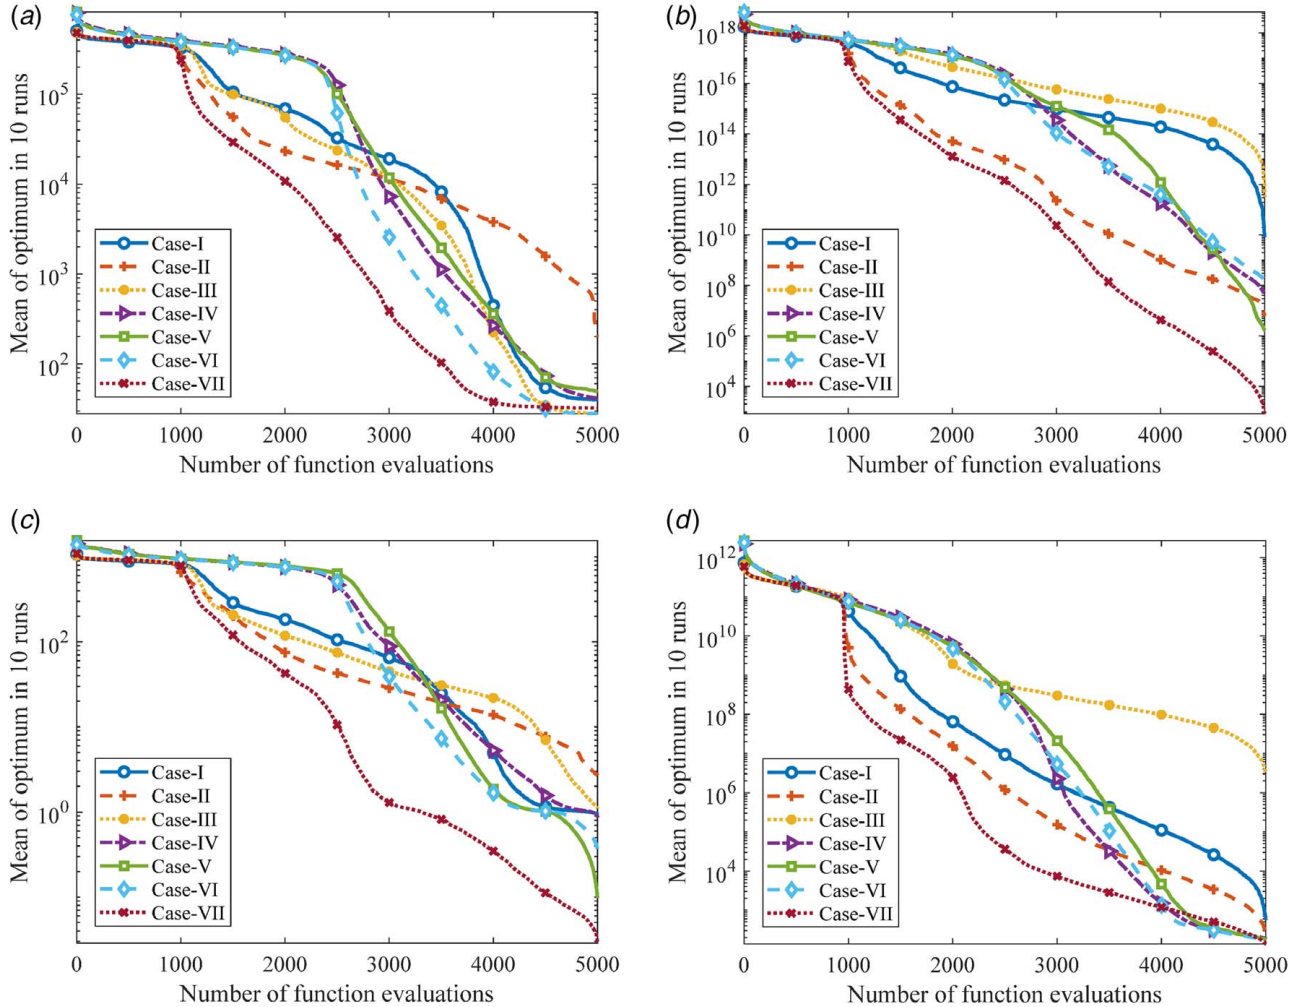 (a)
Mean of optimum in 10 runs
10^5
10^4
10^3
10^2
Case-I
Case-II
Case-III
Case-IV
Case-V
Case-VI
Case-VII
0 1000 2000 3000 4000 5000
Number of function evaluations
(b)
Mean of optimum in 10 runs
10^18
10^16
10^14
10^12
10^10
10^8
10^6
10^4
Case-I
Case-II
Case-III
Case-IV
Case-V
Case-VI
Case-VII
0 1000 2000 3000 4000 5000
Number of function evaluations
(c)
Mean of optimum in 10 runs
10^2
10^0
Case-I
Case-II
Case-III
Case-IV
Case-V
Case-VI
Case-VII
0 1000 2000 3000 4000 5000
Number of function evaluations
(d)
Mean of optimum in 10 runs
10^12
10^10
10^8
10^6
10^4
Case-I
Case-II
Case-III
Case-IV
Case-V
Case-VI
Case-VII
0 1000 2000 3000 4000 5000
Number of function evaluations